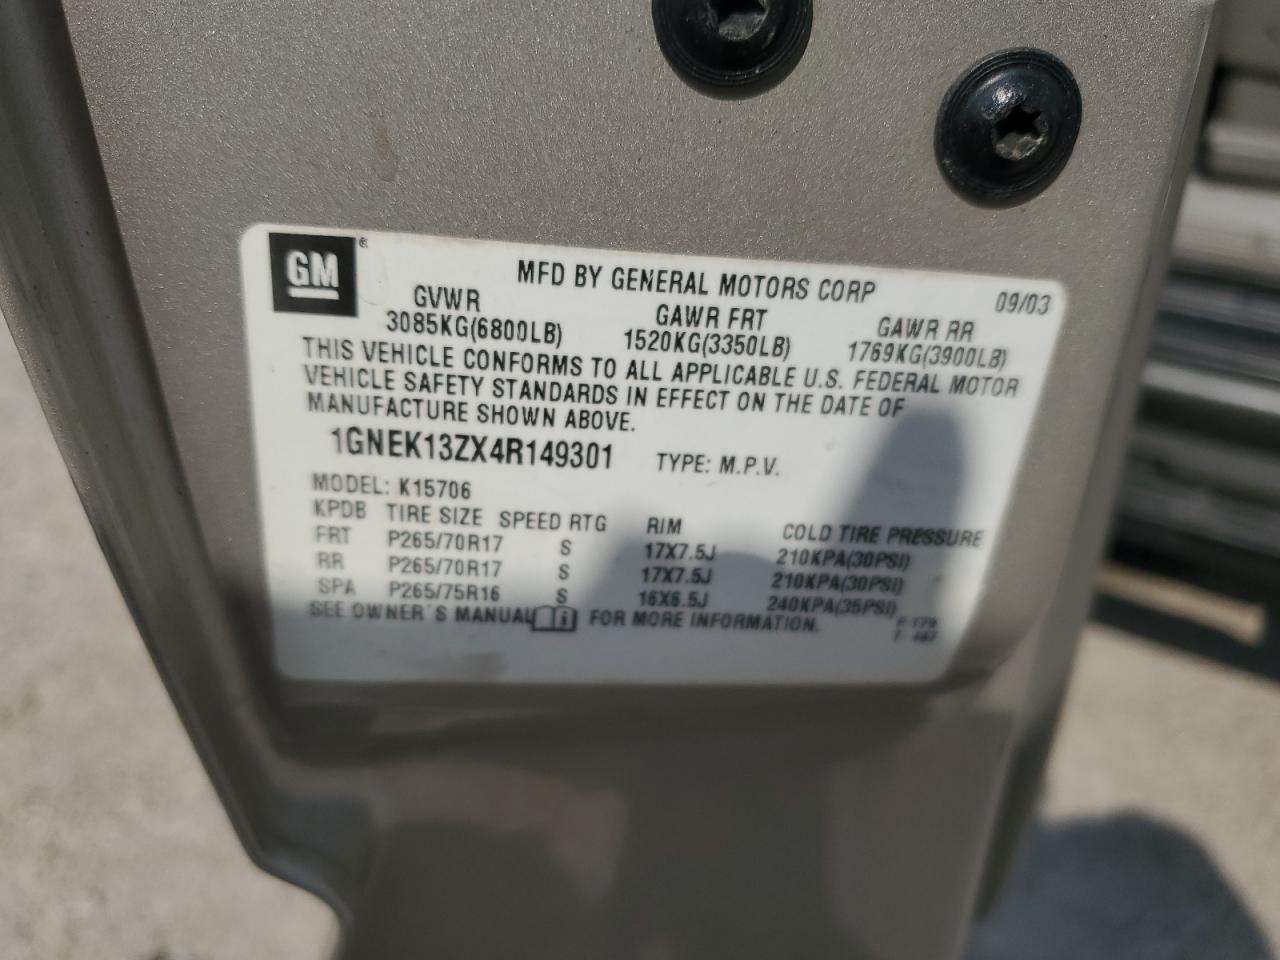 GM®
MFD BY GENERAL MOTORS CORP 09/03
GVWR GAWR FRT GAWR RR
3085KG(6800LB) 1520KG(3350LB) 1769KG(3900LB)
THIS VEHICLE CONFORMS TO ALL APPLICABLE U.S. FEDERAL MOTOR
VEHICLE SAFETY STANDARDS IN EFFECT ON THE DATE OF
MANUFACTURE SHOWN ABOVE.
1GNEK13ZX4R149301 TYPE: M.P.V.
MODEL: K15706
KPDB TIRE SIZE SPEED RTG RIM COLD TIRE PRESSURE
FRT P265/70R17 S 17X7.5J 210KPA(30PSI)
RR P265/70R17 S 17X7.5J 210KPA(30PSI)
SPA P265/75R16 S 16X6.5J 240KPA(35PSI)
SEE OWNER'S MANUAL i FOR MORE INFORMATION.